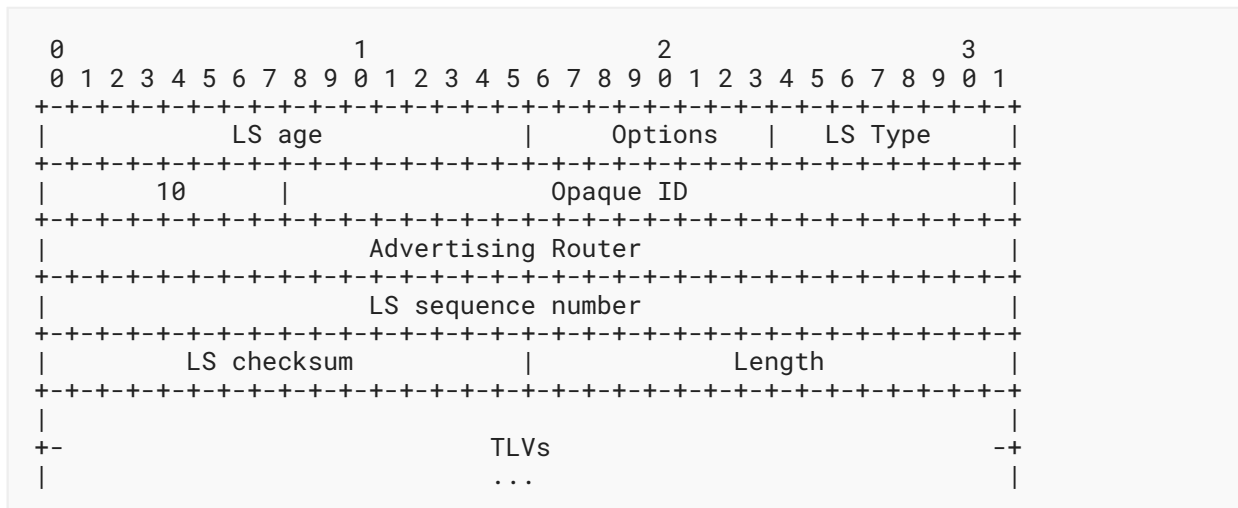 0                   1                   2                   3
 0 1 2 3 4 5 6 7 8 9 0 1 2 3 4 5 6 7 8 9 0 1 2 3 4 5 6 7 8 9 0 1
+-+-+-+-+-+-+-+-+-+-+-+-+-+-+-+-+-+-+-+-+-+-+-+-+-+-+-+-+-+-+-+-+
|            LS age             |     Options   |   LS Type     |
+-+-+-+-+-+-+-+-+-+-+-+-+-+-+-+-+-+-+-+-+-+-+-+-+-+-+-+-+-+-+-+-+
|       10      |                 Opaque ID                     |
+-+-+-+-+-+-+-+-+-+-+-+-+-+-+-+-+-+-+-+-+-+-+-+-+-+-+-+-+-+-+-+-+
|                     Advertising Router                        |
+-+-+-+-+-+-+-+-+-+-+-+-+-+-+-+-+-+-+-+-+-+-+-+-+-+-+-+-+-+-+-+-+
|                     LS sequence number                        |
+-+-+-+-+-+-+-+-+-+-+-+-+-+-+-+-+-+-+-+-+-+-+-+-+-+-+-+-+-+-+-+-+
|         LS checksum           |             Length            |
+-+-+-+-+-+-+-+-+-+-+-+-+-+-+-+-+-+-+-+-+-+-+-+-+-+-+-+-+-+-+-+-+
|                                                               |
+-                            TLVs                             -+
|                             ...                               |